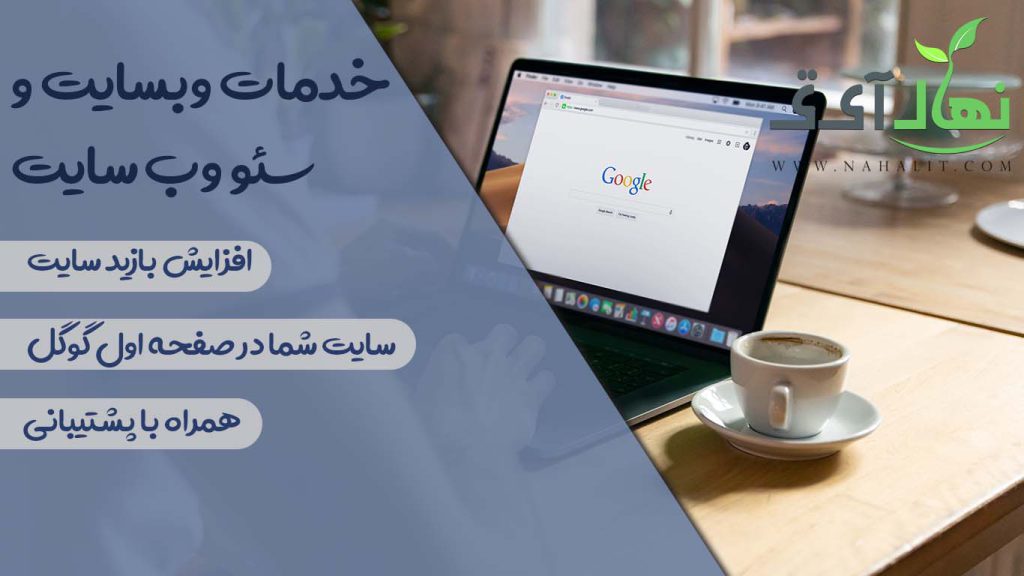 خدمات وبسایت و
سئو وب سایت
افزایش بازید سایت
سایت شما در صفحه اول گوگل
همراه با پشتیبانی
نهال آی تی
WWW.NAHALIT.COM
Google